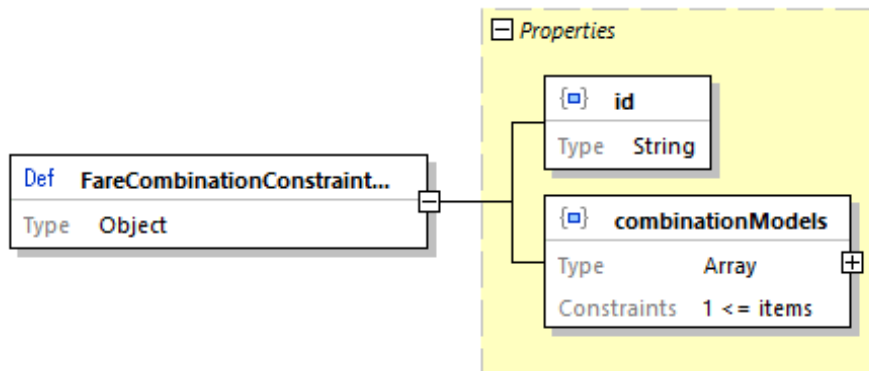 Properties
id
Type String
Def FareCombinationConstraint...
Type Object
combinationModels
Type Array
Constraints 1 <= items